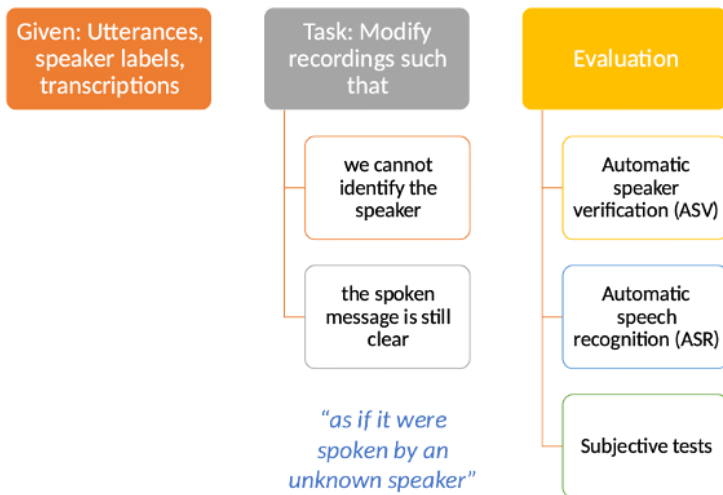 Given: Utterances,
speaker labels,
transcriptions
Task: Modify
recordings such
that
we cannot
identify the
speaker
the spoken
message is still
clear
"as if it were
spoken by an
unknown speaker"
Evaluation
Automatic
speaker
verification (ASV)
Automatic
speech
recognition (ASR)
Subjective tests